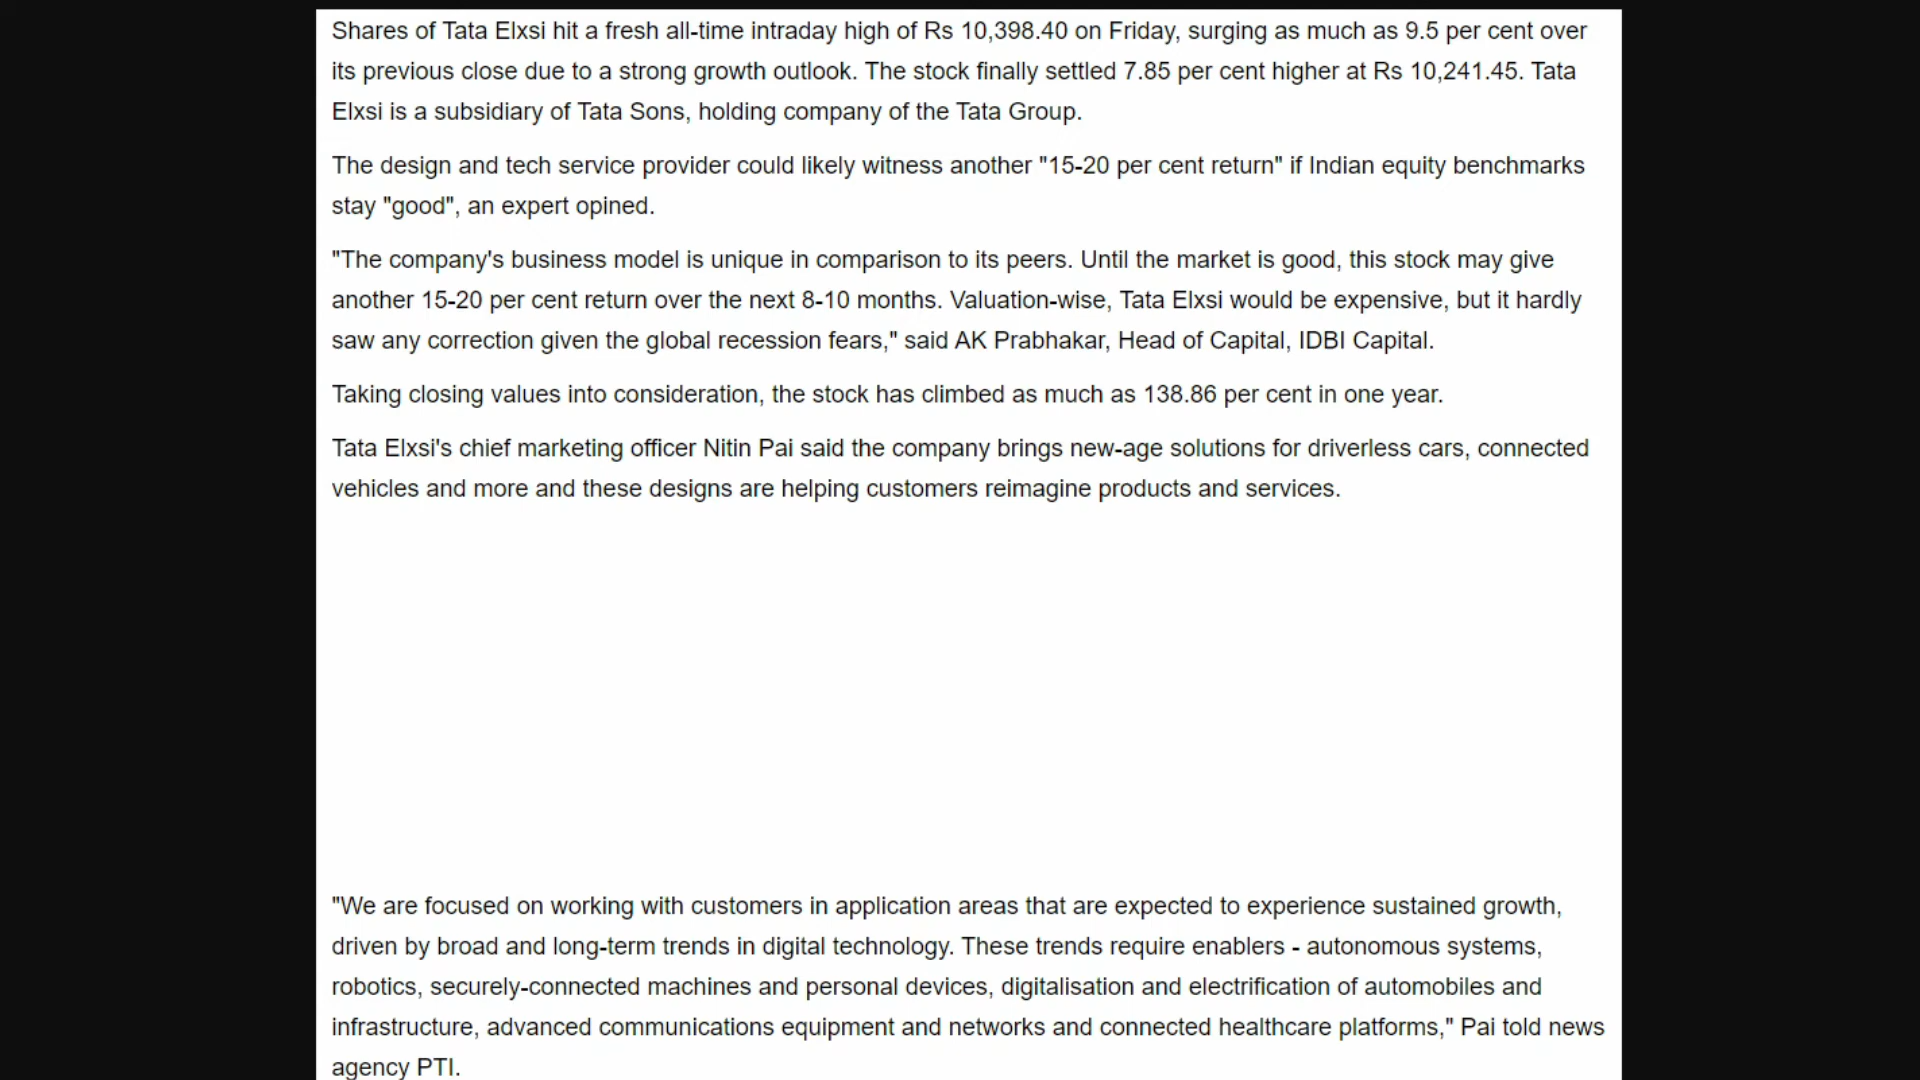 Shares of Tata Elxsi hit a fresh all-time intraday high of Rs 10,398.40 on Friday, surging as much as 9.5 per cent over
its previous close due to a strong growth outlook. The stock finally settled 7.85 per cent higher at Rs 10,241.45. Tata
Elxsi is a subsidiary of Tata Sons, holding company of the Tata Group.
The design and tech service provider could likely witness another "15-20 per cent return" if Indian equity benchmarks
stay "good", an expert opined.
"The company's business model is unique in comparison to its peers. Until the market is good, this stock may give
another 15-20 per cent return over the next 8-10 months. Valuation-wise, Tata Elxsi would be expensive, but it hardly
saw any correction given the global recession fears," said AK Prabhakar, Head of Capital, IDBI Capital.
Taking closing values into consideration, the stock has climbed as much as 138.86 per cent in one year.
Tata Elxsi's chief marketing officer Nitin Pai said the company brings new-age solutions for driverless cars, connected
vehicles and more and these designs are helping customers reimagine products and services.
"We are focused on working with customers in application areas that are expected to experience sustained growth,
driven by broad and long-term trends in digital technology. These trends require enablers - autonomous systems,
robotics, securely-connected machines and personal devices, digitalisation and electrification of automobiles and
infrastructure, advanced communications equipment and networks and connected healthcare platforms," Pai told news
agency PTI.